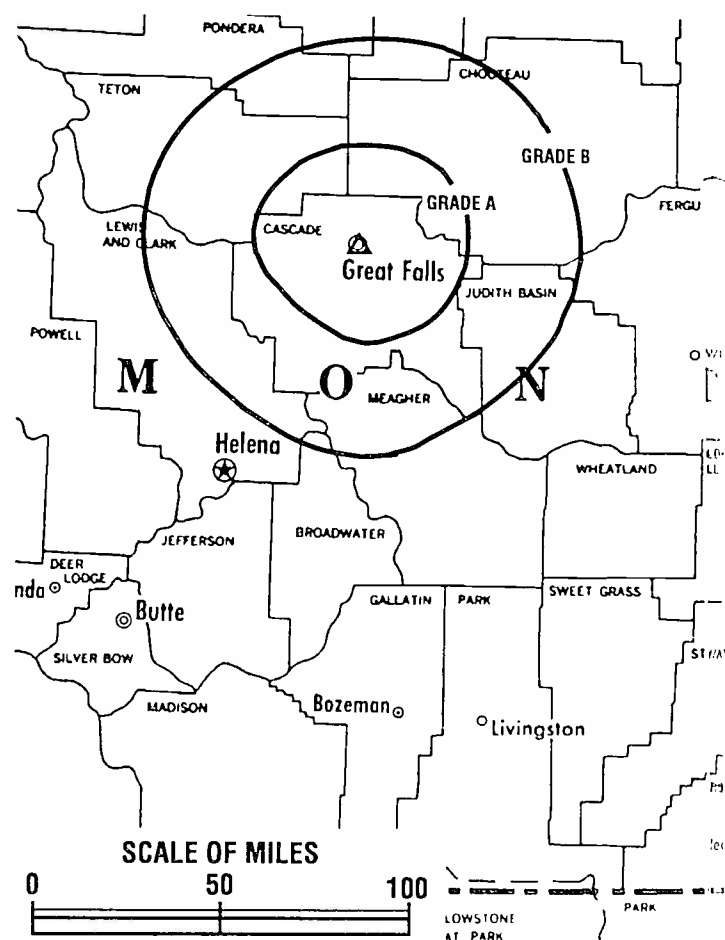 PONDERA
CHOUTEAU
TETON
GRADE B
GRADE A
FERGU
LEWIS
AND CLARK
CASCADE
Great Falls
JUDITH BASIN
POWELL
M O N
MEAGHER
Helena
WHEATLAND
JEFFERSON
BROADWATER
DEER
LODGE
nda
GALLATIN
PARK
SWEET GRASS
Butte
SILVER BOW
MADISON
Bozeman
Livingston
SCALE OF MILES
0 50 100
PARK
LOWSTONE
AT PARK